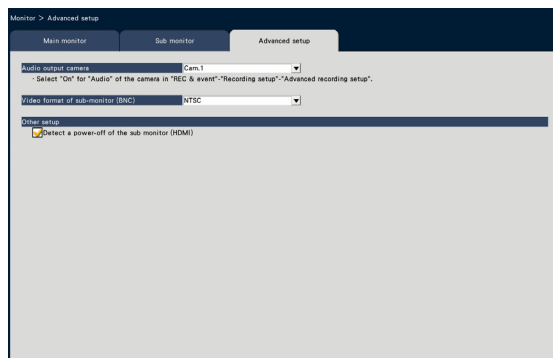 Monitor > Advanced setup
Main monitor
Sub monitor
Advanced setup
Audio output camera
Cam.1
・Select "On" for "Audio" of the camera in "REC & event"-"Recording setup"-"Advanced recording setup".
Video format of sub-monitor (BNC)
NTSC
Other setup
Detect a power-off of the sub monitor (HDMI)